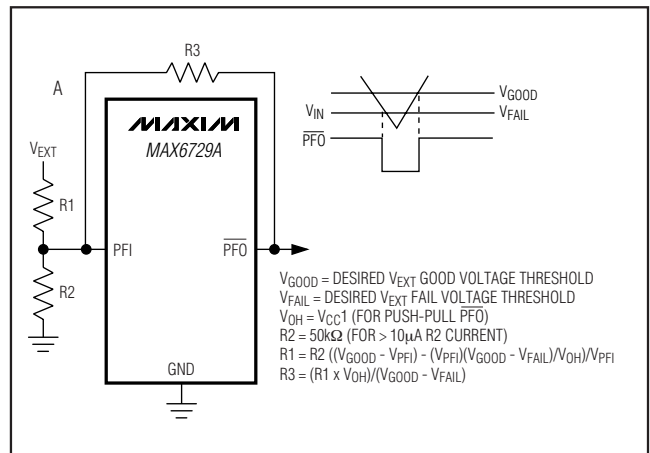 R3
A
MAXIM
MAX6729A
VEXT
R1
R2
PFI
PFO
GND
VIN
VGOOD
VFAIL
PFO
VGOOD = DESIRED VEXT GOOD VOLTAGE THRESHOLD
VFAIL = DESIRED VEXT FAIL VOLTAGE THRESHOLD
VOH = VCC1 (FOR PUSH-PULL PFO)
R2 = 50kΩ (FOR > 10μA R2 CURRENT)
R1 = R2 ((VGOOD - VPFI) - (VPFI)(VGOOD - VFAIL)/VOH)/VPFI
R3 = (R1 x VOH)/(VGOOD - VFAIL)